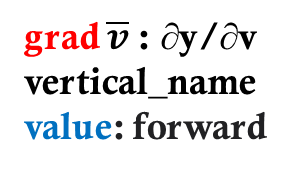 grad v̅ : ∂y/∂v
vertical_name
value: forward